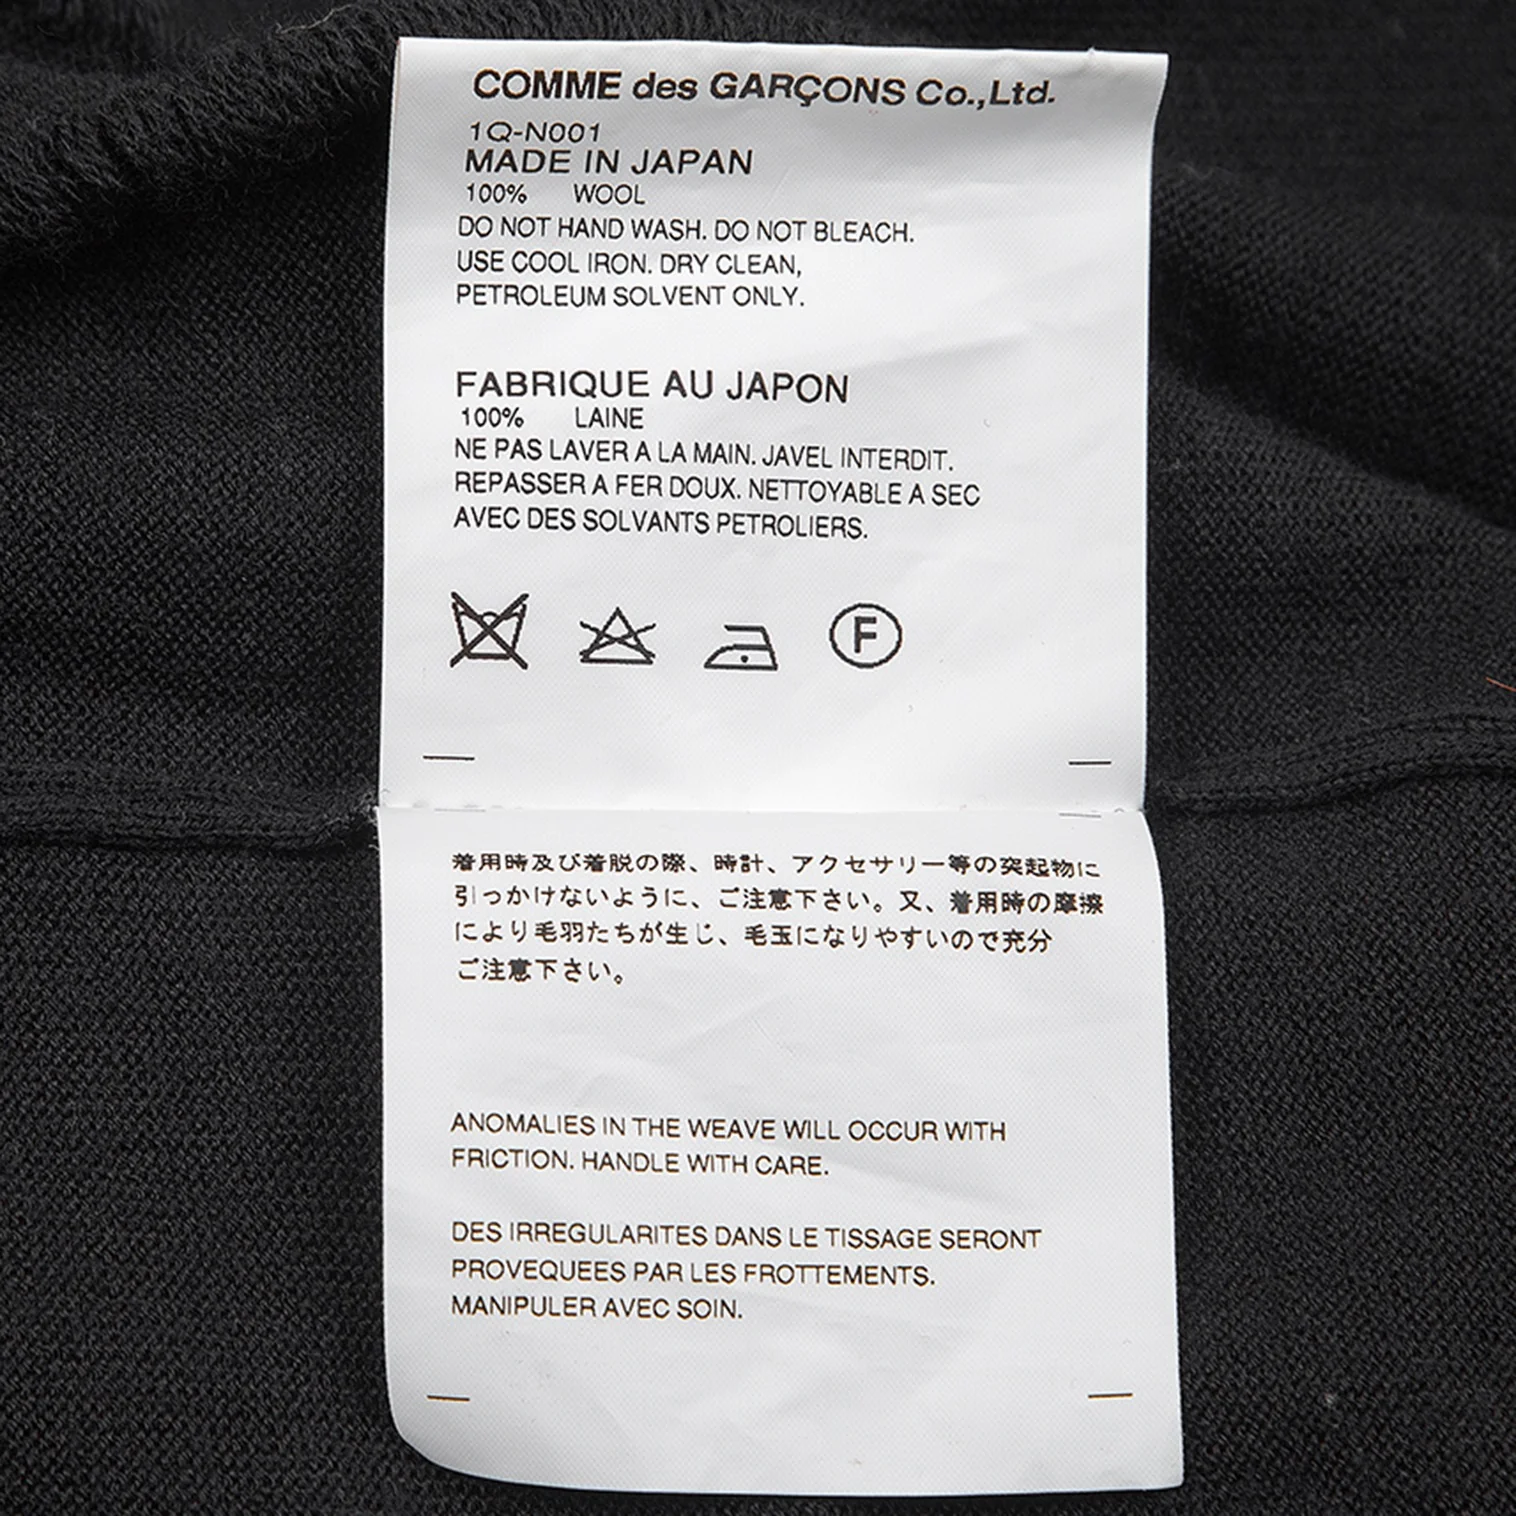 COMME des GARÇONS Co.,Ltd.
1Q-N001
MADE IN JAPAN
100% WOOL
DO NOT HAND WASH. DO NOT BLEACH.
USE COOL IRON. DRY CLEAN,
PETROLEUM SOLVENT ONLY.
FABRIQUE AU JAPON
100% LAINE
NE PAS LAVER A LA MAIN. JAVEL INTERDIT.
REPASSER A FER DOUX. NETTOYABLE A SEC
AVEC DES SOLVANTS PETROLIERS.
F
着用時及び着脱の際、時計、アクセサリー等の突起物に
引っかけないように、ご注意下さい。又、着用時の摩擦
により毛羽たちが生じ、毛玉になりやすいので充分
ご注意下さい。
ANOMALIES IN THE WEAVE WILL OCCUR WITH
FRICTION. HANDLE WITH CARE.
DES IRREGULARITES DANS LE TISSAGE SERONT
PROVEQUEES PAR LES FROTTEMENTS.
MANIPULER AVEC SOIN.